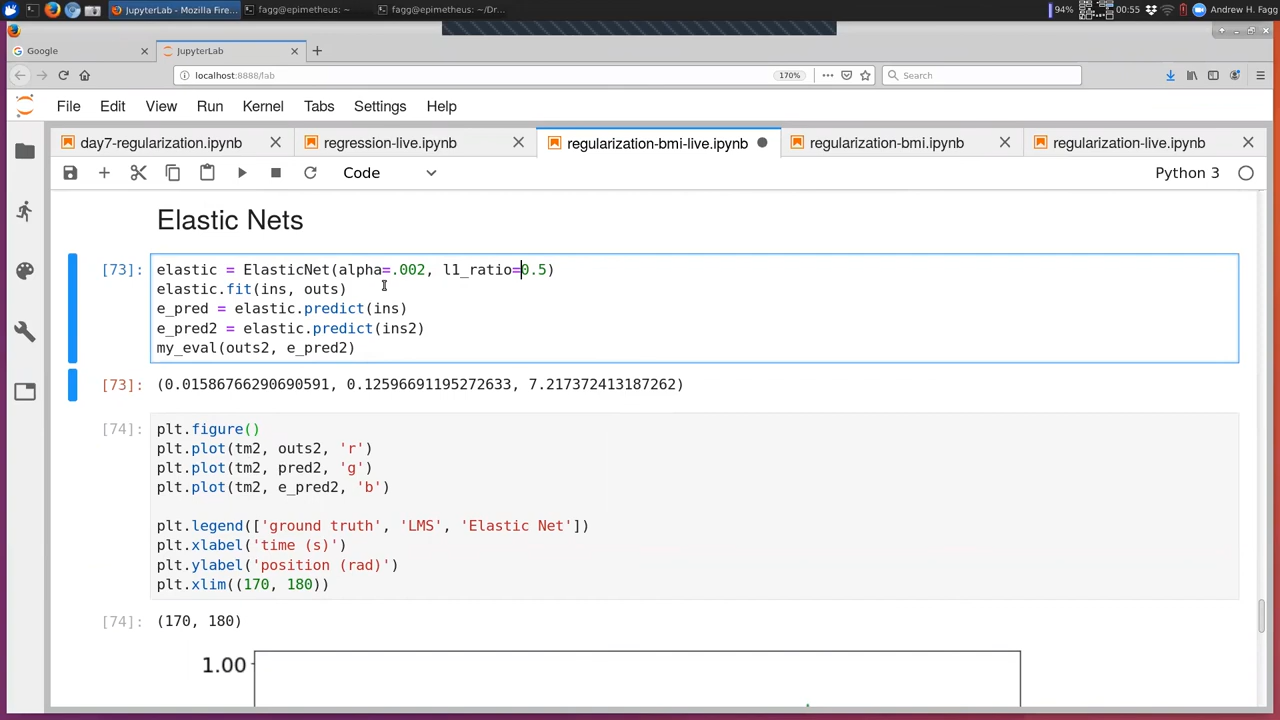 JupyterLab - Mozilla Firef...
fagg@epimetheus: ~
fagg@epimetheus: ~/Dr...
94%
00:55
Andrew H. Fagg
Google
JupyterLab
localhost:8888/lab
170%
Search
File Edit View Run Kernel Tabs Settings Help
day7-regularization.ipynb
regression-live.ipynb
regularization-bmi-live.ipynb
regularization-bmi.ipynb
regularization-live.ipynb
Code
Python 3
Elastic Nets
[73]: elastic = ElasticNet(alpha=.002, l1_ratio=0.5)
elastic.fit(ins, outs)
e_pred = elastic.predict(ins)
e_pred2 = elastic.predict(ins2)
my_eval(outs2, e_pred2)
[73]: (0.01586766290690591, 0.12596691195272633, 7.217372413187262)
[74]: plt.figure()
plt.plot(tm2, outs2, 'r')
plt.plot(tm2, pred2, 'g')
plt.plot(tm2, e_pred2, 'b')
plt.legend(['ground truth', 'LMS', 'Elastic Net'])
plt.xlabel('time (s)')
plt.ylabel('position (rad)')
plt.xlim((170, 180))
[74]: (170, 180)
1.00